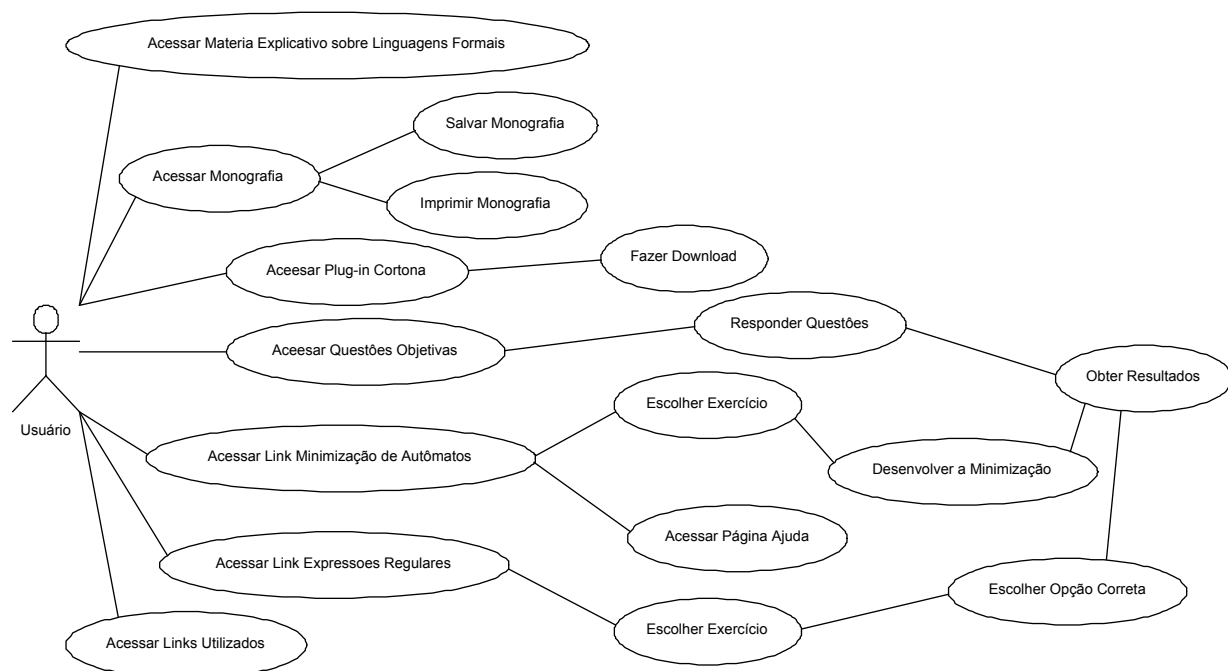 Acessar Materia Explicativo sobre Linguagens Formais
Salvar Monografia
Acessar Monografia
Imprimir Monografia
Fazer Download
Aceesar Plug-in Cortona
Responder Questões
Aceesar Questões Objetivas
Obter Resultados
Escolher Exercício
Usuário
Acessar Link Minimização de Autômatos
Desenvolver a Minimização
Acessar Página Ajuda
Acessar Link Expressoes Regulares
Escolher Opção Correta
Escolher Exercício
Acessar Links Utilizados